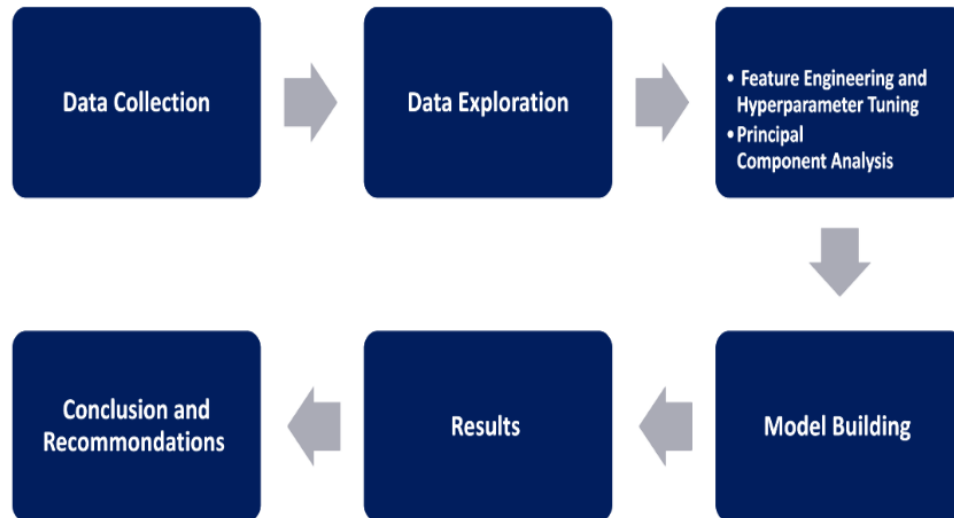 Data Collection
Data Exploration
• Feature Engineering and
Hyperparameter Tuning
• Principal
Component Analysis
Model Building
Results
Conclusion and
Recommondations